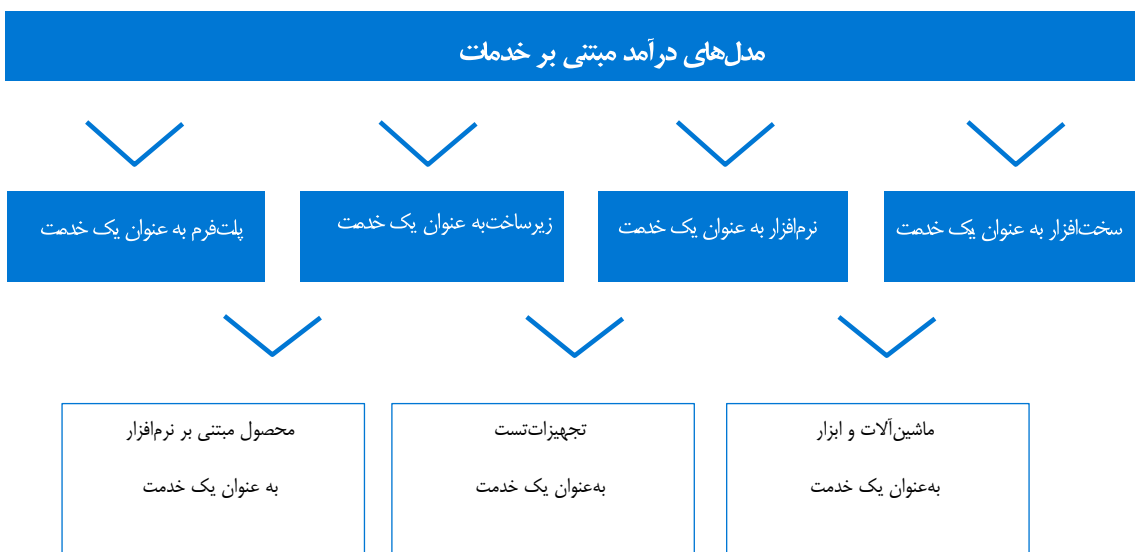 مدل‌های درآمد مبتنی بر خدمات
سخت‌افزار به عنوان یک خدمت
نرم‌افزار به عنوان یک خدمت
زیرساخت‌به عنوان یک خدمت
پلت‌فرم به عنوان یک خدمت
ماشین‌آلات و ابزار
به‌عنوان یک خدمت
تجهیزات‌تست
به‌عنوان یک خدمت
محصول مبتنی بر نرم‌افزار
به عنوان یک خدمت